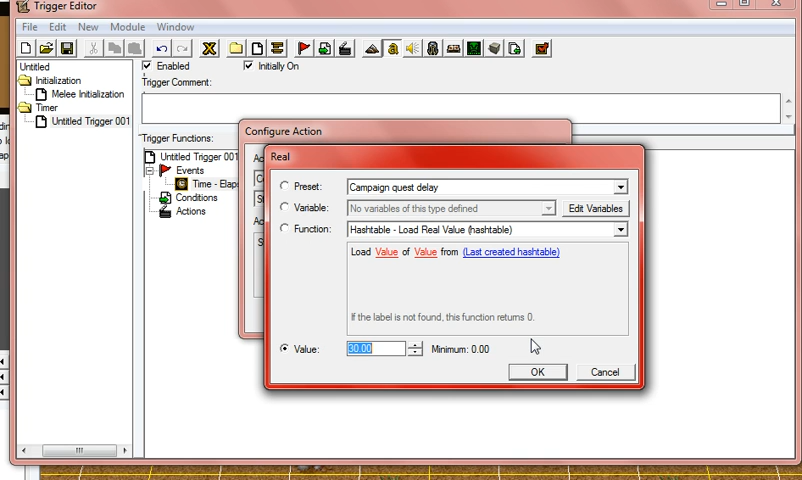 Trigger Editor
File Edit View Module Window
Untitled
Initialization
Melee Initialization
Timer
Untitled Trigger 001
Enabled
Initially On
Trigger Comment:
Trigger Functions:
Untitled Trigger 001
Events
Time - Elaps
Conditions
Actions
Configure Action
Real
Preset: Campaign quest delay
Variable: No variables of this type defined Edit Variables
Function: Hashtable - Load Real Value (hashtable)
Load Value of Value from (Last created hashtable)
If the label is not found, this function returns 0.
Value: 30.00 Minimum: 0.00
OK Cancel